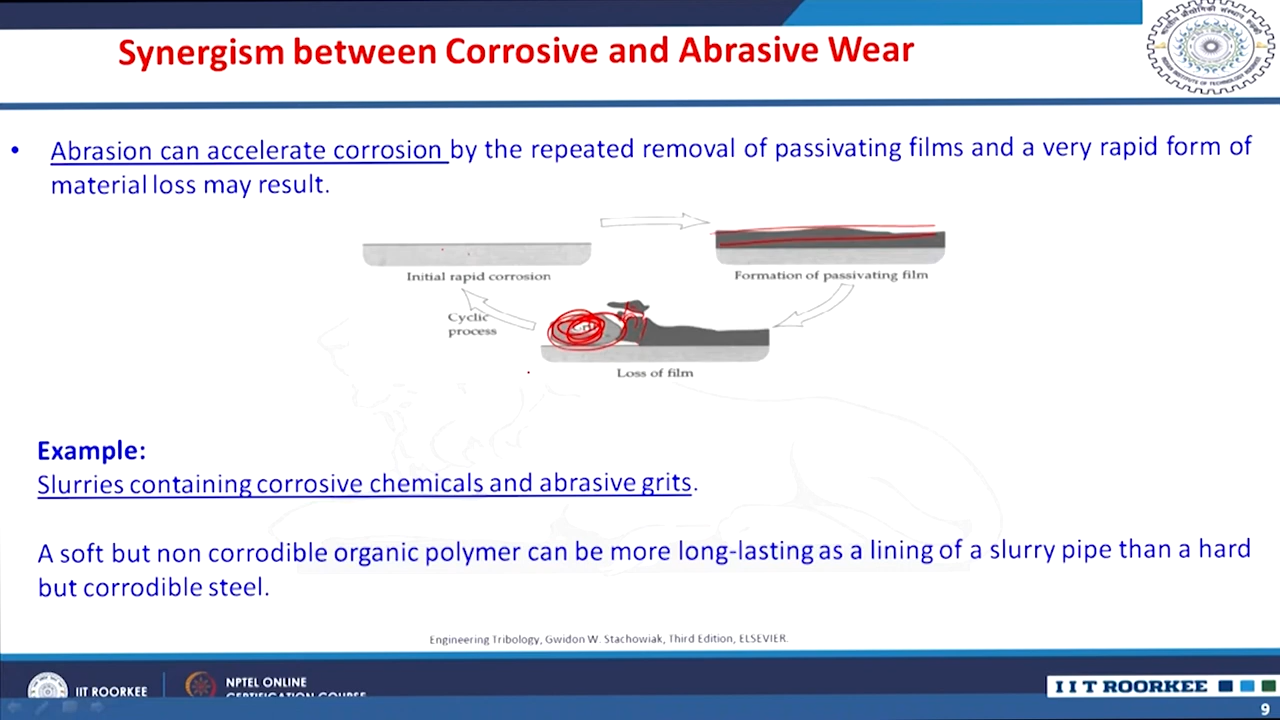 Synergism between Corrosive and Abrasive Wear
• Abrasion can accelerate corrosion by the repeated removal of passivating films and a very rapid form of
material loss may result.
Initial rapid corrosion
Formation of passivating film
Cyclic
process
Loss of film
Example:
Slurries containing corrosive chemicals and abrasive grits.
A soft but non corrodible organic polymer can be more long-lasting as a lining of a slurry pipe than a hard
but corrodible steel.
Engineering Tribology, Gwidon W. Stachowiak, Third Edition, ELSEVIER.
IIT ROORKEE
NPTEL ONLINE
CERTIFICATION COURSE
IIT ROORKEE
9